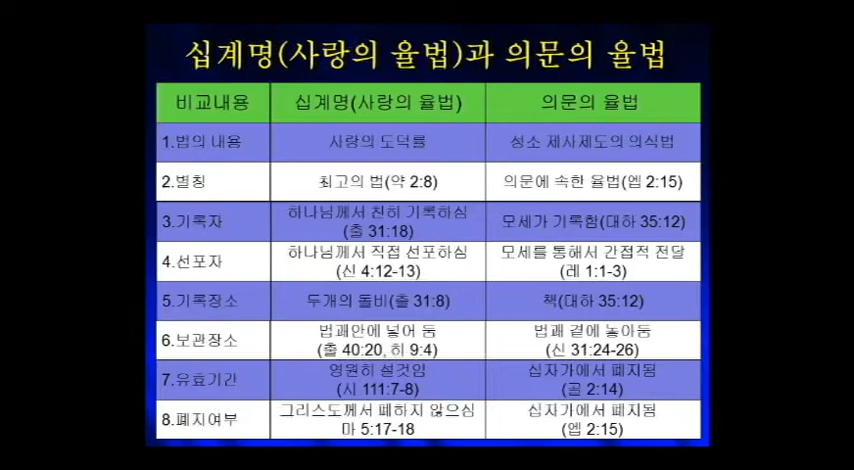 십계명(사랑의 율법)과 의문의 율법
비교내용 십계명(사랑의 율법) 의문의 율법
1.법의 내용 사랑의 도덕률 성소 제사제도의 의식법
2.별칭 최고의 법(약 2:8) 의문에 속한 율법(엡 2:15)
3.기록자 하나님께서 친히 기록하심
(출 31:18) 모세가 기록함(대하 35:12)
4.선포자 하나님께서 직접 선포하심
(신 4:12-13) 모세를 통해서 간접적 전달
(레 1:1-3)
5.기록장소 두개의 돌비(출 31:8) 책(대하 35:12)
6.보관장소 법괘안에 넣어 둠
(출 40:20, 히 9:4) 법괘 곁에 놓아둠
(신 31:24-26)
7.유효기간 영원히 설것임
(시 111:7-8) 십자가에서 폐지됨
(골 2:14)
8.폐지여부 그리스도께서 폐하지 않으심
마 5:17-18 십자가에서 폐지됨
(엡 2:15)